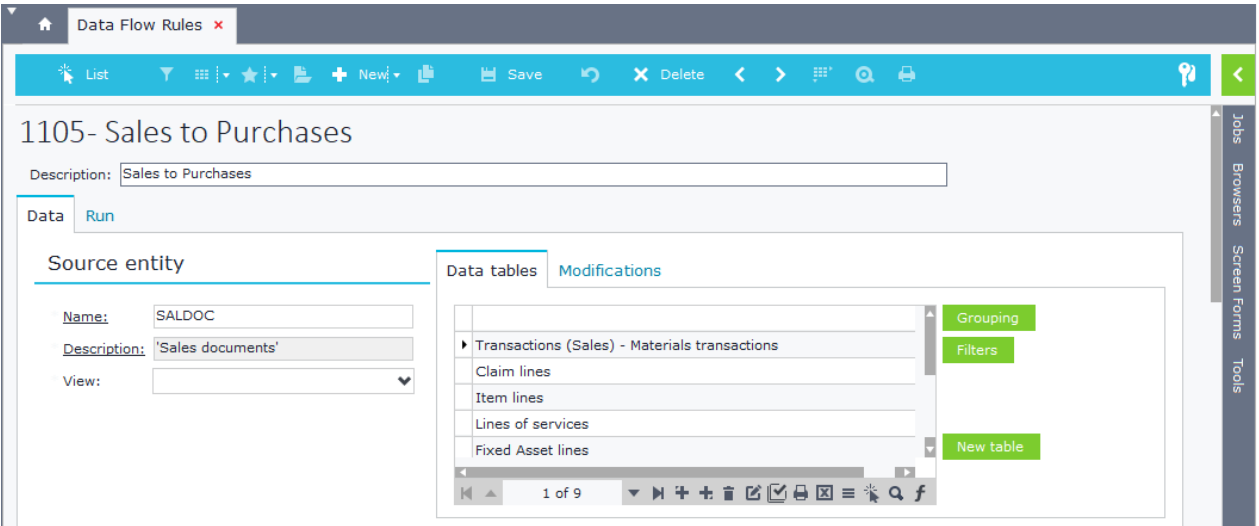 Data Flow Rules
List New Save Delete
1105- Sales to Purchases
Description: Sales to Purchases
Data Run
Source entity
Name: SALDOC
Description: 'Sales documents'
View:
Data tables Modifications
Transactions (Sales) - Materials transactions
Claim lines
Item lines
Lines of services
Fixed Asset lines
1 of 9
Grouping
Filters
New table
Jobs
Browsers
Screen Forms
Tools